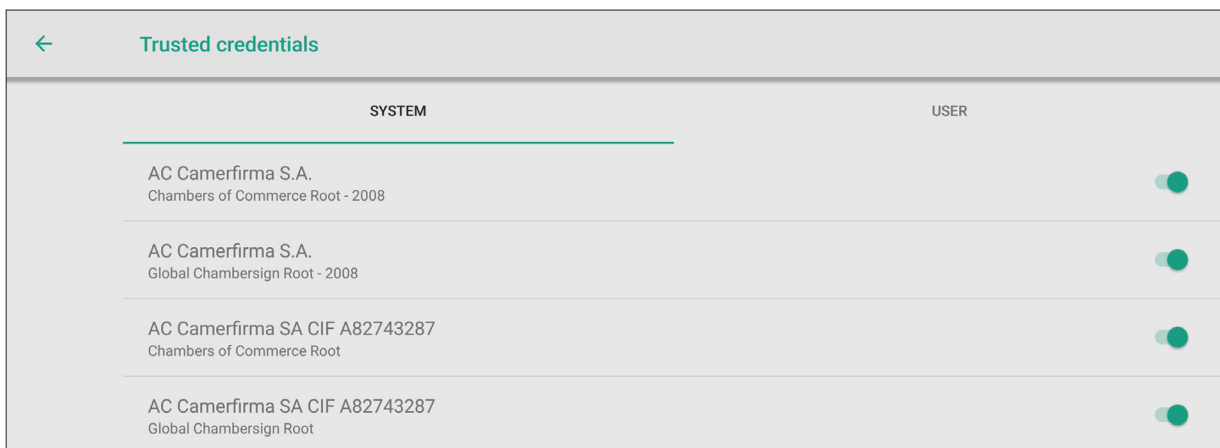 Trusted credentials
SYSTEM
USER
AC Camerfirma S.A.
Chambers of Commerce Root - 2008
AC Camerfirma S.A.
Global Chambersign Root - 2008
AC Camerfirma SA CIF A82743287
Chambers of Commerce Root
AC Camerfirma SA CIF A82743287
Global Chambersign Root